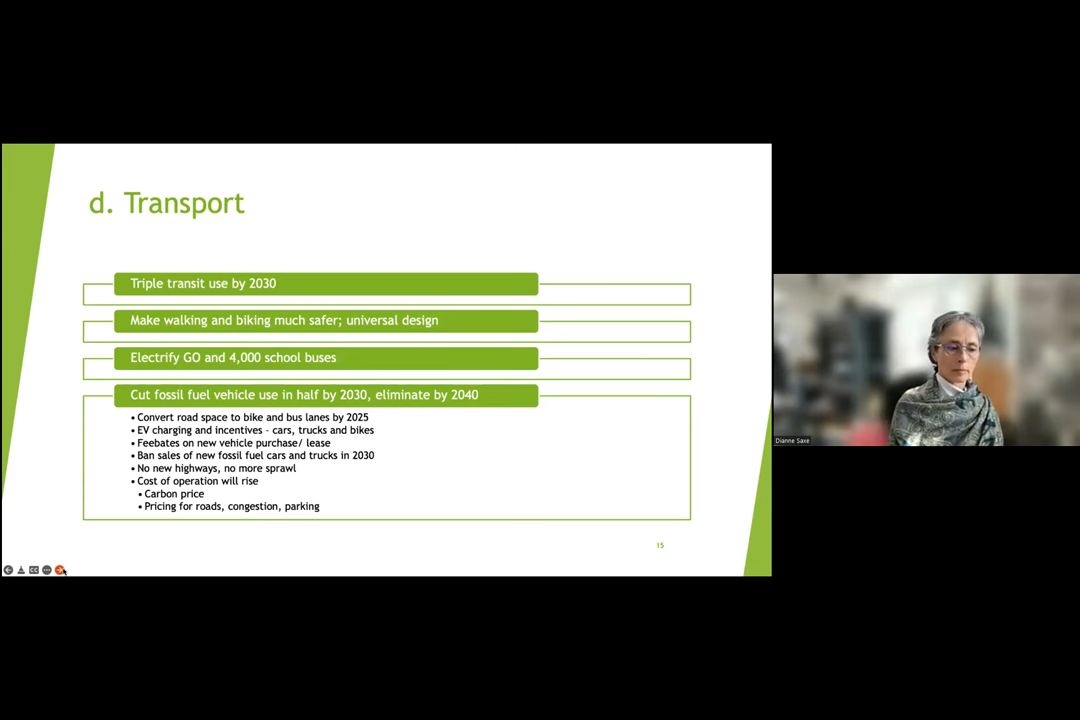 d. Transport
Triple transit use by 2030
Make walking and biking much safer; universal design
Electrify GO and 4,000 school buses
Cut fossil fuel vehicle use in half by 2030, eliminate by 2040
• Convert road space to bike and bus lanes by 2025
• EV charging and incentives – cars, trucks and bikes
• Feebates on new vehicle purchase/ lease
• Ban sales of new fossil fuel cars and trucks in 2030
• No new highways, no more sprawl
• Cost of operation will rise
• Carbon price
• Pricing for roads, congestion, parking
15
CC
Dianne Saxe